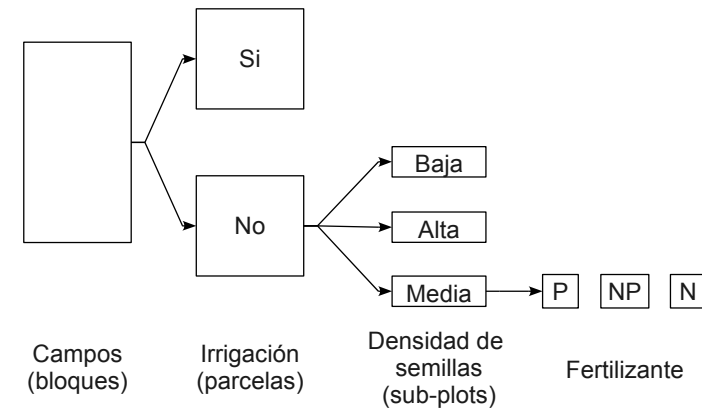 Si
No
Baja
Alta
Media
P
NP
N
Campos
(bloques)
Irrigación
(parcelas)
Densidad de
semillas
(sub-plots)
Fertilizante